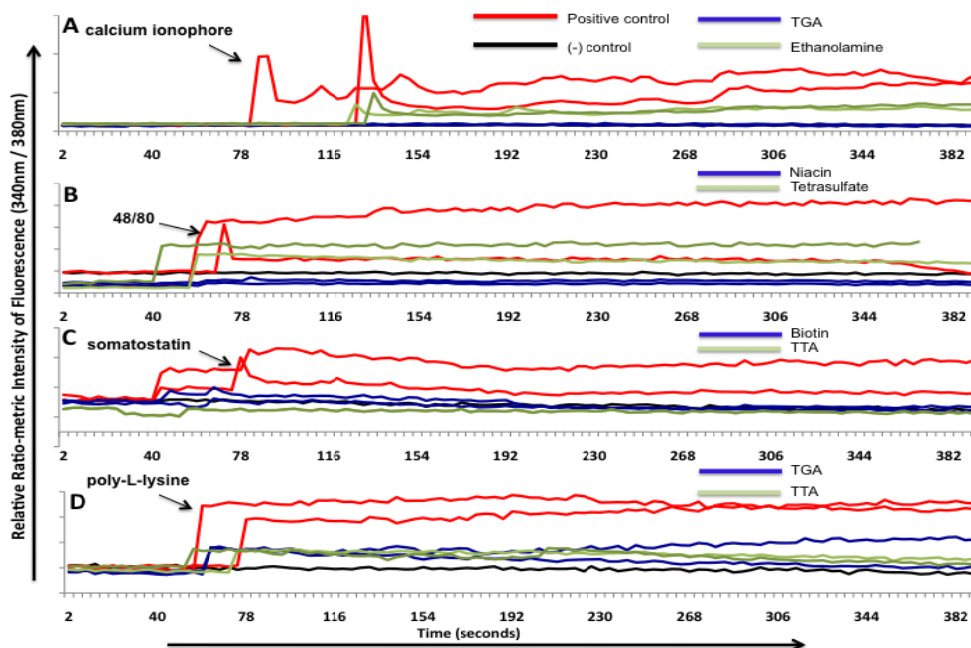 Relative Ratio-metric Intensity of Fluorescence (340nm / 380nm)
A
calcium ionophore
Positive control
TGA
(-) control
Ethanolamine
2 40 78 116 154 192 230 268 306 344 382
B
48/80
Niacin
Tetrasulfate
2 40 78 116 154 192 230 268 306 344 382
C
somatostatin
Biotin
TTA
2 40 78 116 154 192 230 268 306 344 382
D
poly-L-lysine
TGA
TTA
2 40 78 116 154 192 230 268 306 344 382
Time (seconds)